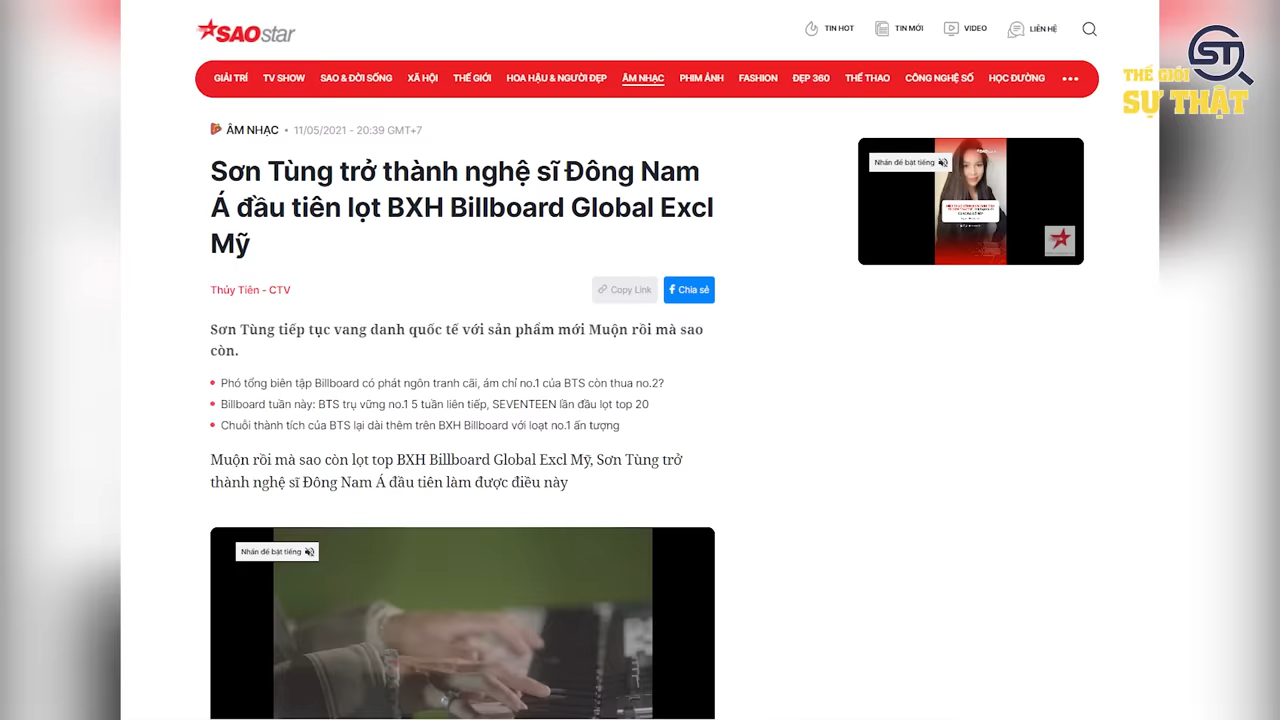 SAOstar
TIN HOT
TIN MỚI
VIDEO
LIÊN HỆ
ST
THẾ GIỚI
SỰ THẬT
GIẢI TRÍ TV SHOW SAO & ĐỜI SỐNG XÃ HỘI THẾ GIỚI HOA HẬU & NGƯỜI ĐẸP ÂM NHẠC PHIM ẢNH FASHION ĐẸP 360 THỂ THAO CÔNG NGHỆ SỐ HỌC ĐƯỜNG
ÂM NHẠC • 11/05/2021 - 20:39 GMT+7
Sơn Tùng trở thành nghệ sĩ Đông Nam
Á đầu tiên lọt BXH Billboard Global Excl
Mỹ
Nhấn để bật tiếng
Thủy Tiên - CTV
Copy Link
Chia sẻ
Sơn Tùng tiếp tục vang danh quốc tế với sản phẩm mới Muộn rồi mà sao
còn.
Phó tổng biên tập Billboard có phát ngôn tranh cãi, ám chỉ no.1 của BTS còn thua no.2?
Billboard tuần này: BTS trụ vững no.1 5 tuần liên tiếp, SEVENTEEN lần đầu lọt top 20
Chuỗi thành tích của BTS lại dài thêm trên BXH Billboard với loạt no.1 ấn tượng
Muộn rồi mà sao còn lọt top BXH Billboard Global Excl Mỹ, Sơn Tùng trở
thành nghệ sĩ Đông Nam Á đầu tiên làm được điều này
Nhấn để bật tiếng